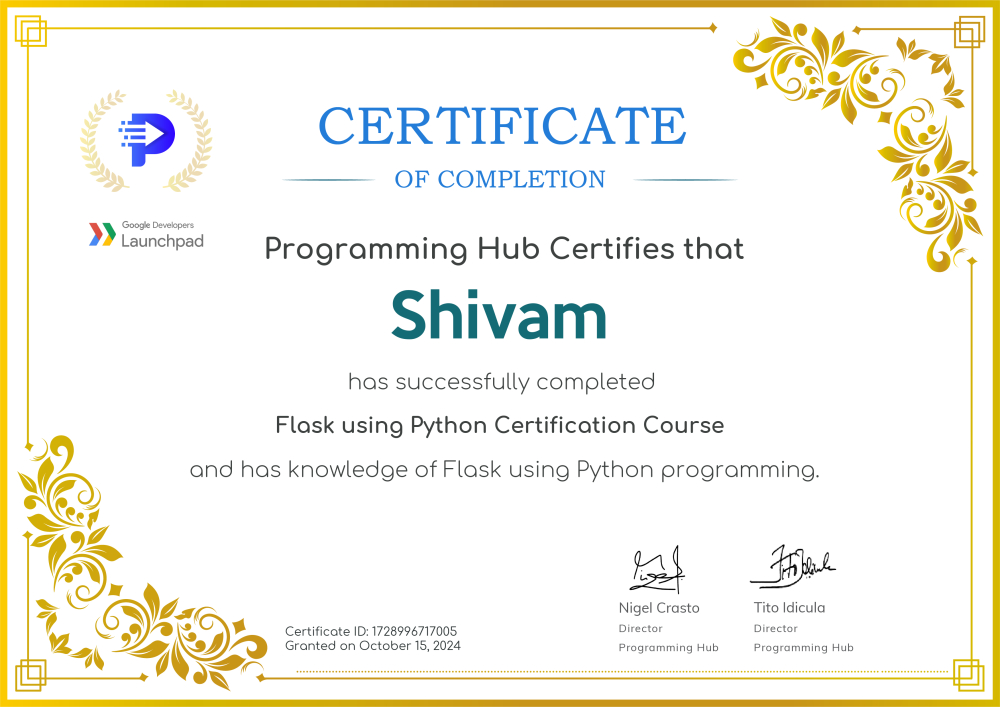 CERTIFICATE
OF COMPLETION
Google Developers
Launchpad
Programming Hub Certifies that
Shivam
has successfully completed
Flask using Python Certification Course
and has knowledge of Flask using Python programming.
Nigel Crasto
Director
Programming Hub
Tito Idicula
Director
Programming Hub
Certificate ID: 1728996717005
Granted on October 15, 2024